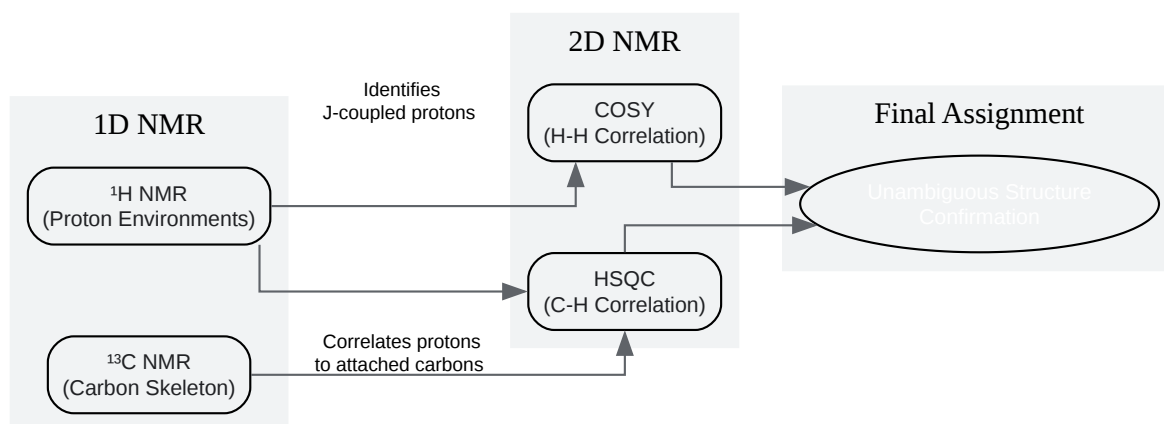 1D NMR
¹H NMR
(Proton Environments)
¹³C NMR
(Carbon Skeleton)
Identifies
J-coupled protons
Correlates protons
to attached carbons
2D NMR
COSY
(H-H Correlation)
HSQC
(C-H Correlation)
Final Assignment
Unambiguous Structure
Confirmation